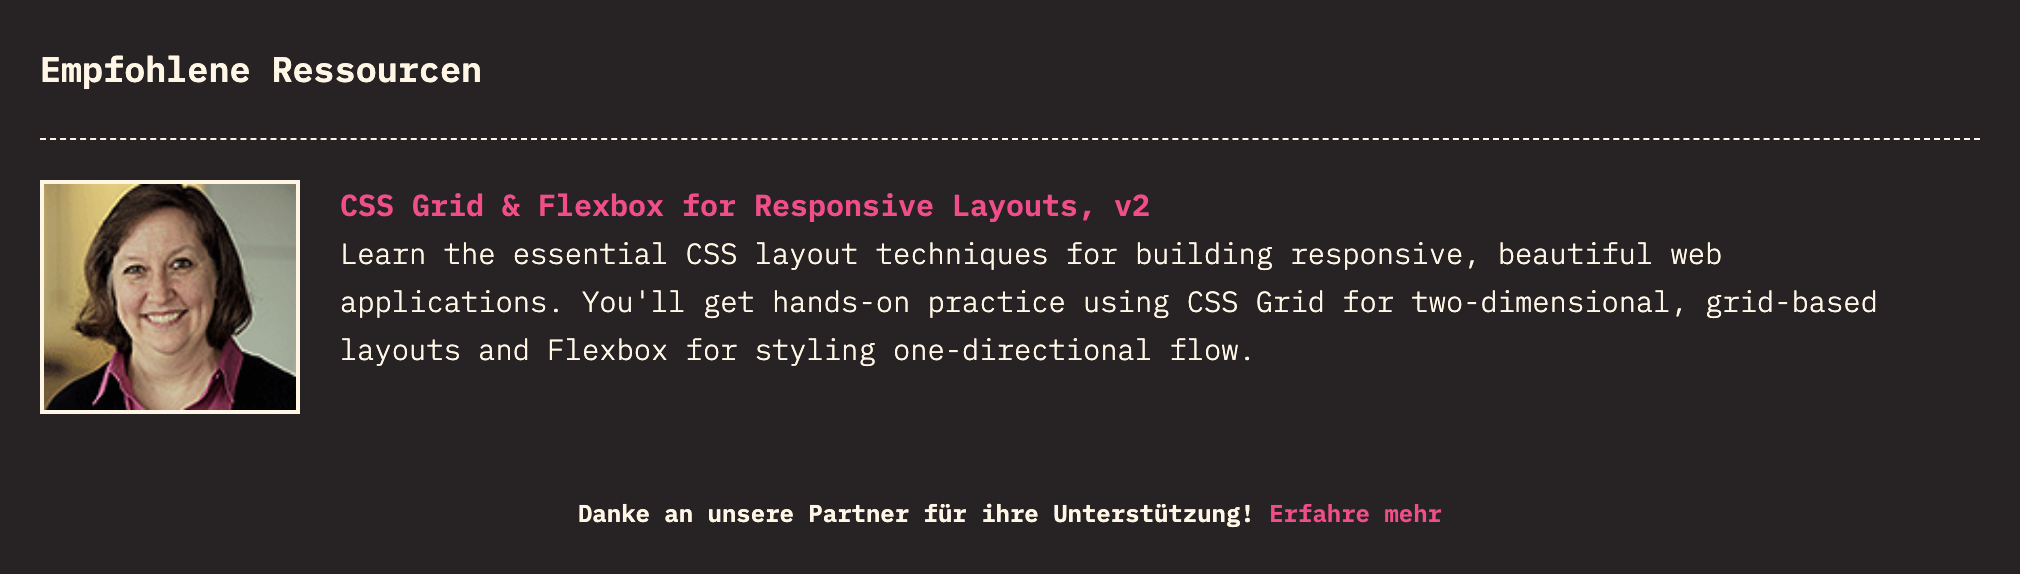 Empfohlene Ressourcen
CSS Grid & Flexbox for Responsive Layouts, v2
Learn the essential CSS layout techniques for building responsive, beautiful web
applications. You'll get hands-on practice using CSS Grid for two-dimensional, grid-based
layouts and Flexbox for styling one-directional flow.
Danke an unsere Partner für ihre Unterstützung! Erfahre mehr